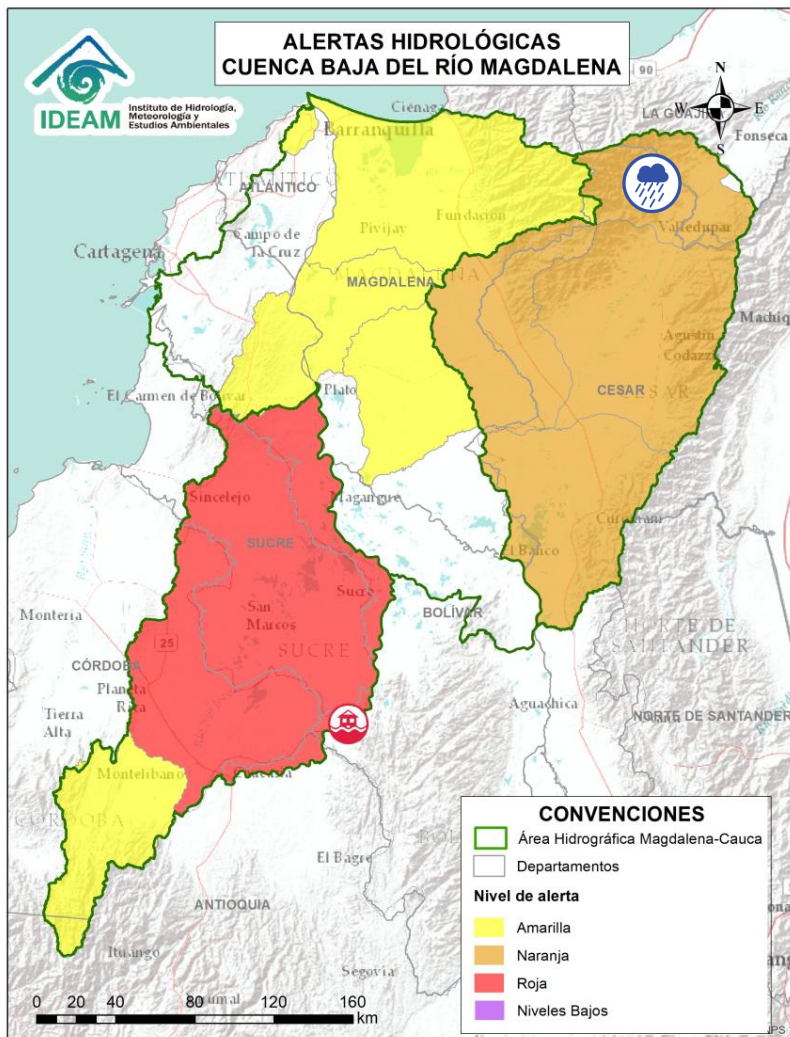 ALERTAS HIDROLÓGICAS
CUENCA BAJA DEL RÍO MAGDALENA
IDEAM
Instituto de Hidrología,
Meteorología y
Estudios Ambientales
N
W E
S
90
Ciénaga
LA GUAJIRA
Fonseca
Barranquilla
ATLÁNTICO
Fundación
Pivijay
Valledupar
Campo de
la Cruz
Cartagena
MAGDALENA
MAGDALENA
Agustín
Codazzi
CESAR
CESAR
El Carmen de Bolívar
Plato
Sincelejo
Magangué
SUCRE
El Banco
San
Marcos
Sucre
BOLÍVAR
SUCRE
Montería
25
CÓRDOBA
Planeta
Rica
Tierra
Alta
NORTE DE
SANTANDER
Aguachica
NORTE DE SANTANDER
Montelíbano
CÓRDOBA
El Bagre
ANTIOQUIA
Ituango
Segovia
CONVENCIONES
Área Hidrográfica Magdalena-Cauca
Departamentos
Nivel de alerta
Amarilla
Naranja
Roja
Niveles Bajos
0 20 40 80 120 160
km